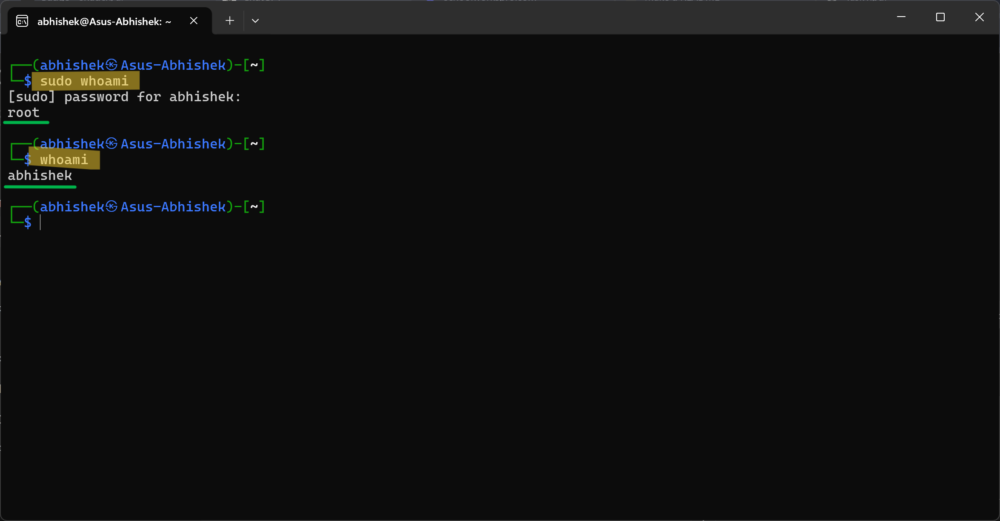 abhishek@Asus-Abhishek: ~
┌──(abhishek㉿Asus-Abhishek)-[~]
└─$ sudo whoami
[sudo] password for abhishek:
root
┌──(abhishek㉿Asus-Abhishek)-[~]
└─$ whoami
abhishek
┌──(abhishek㉿Asus-Abhishek)-[~]
└─$